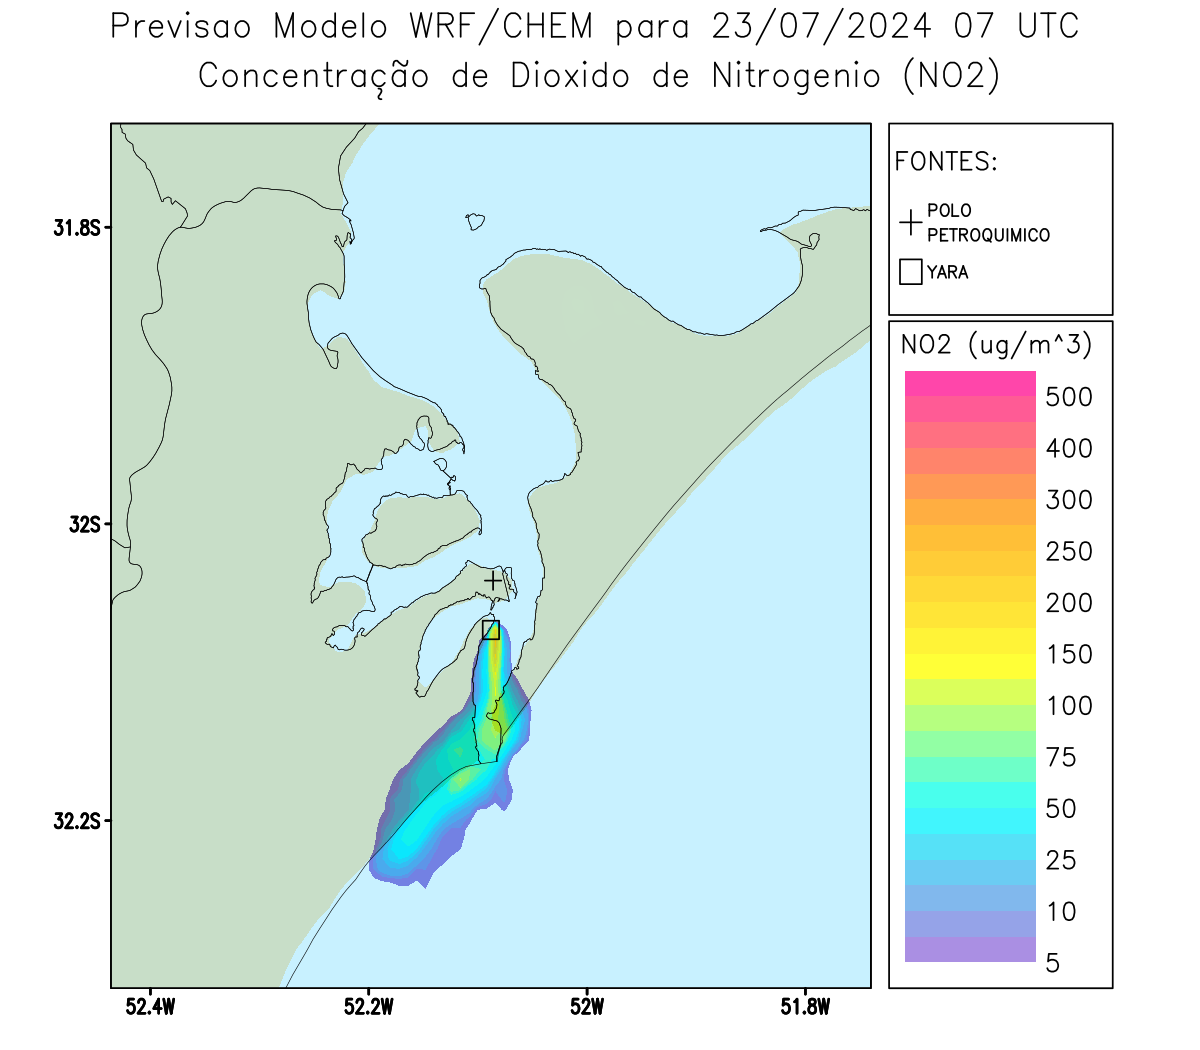 Previsao Modelo WRF/CHEM para 23/07/2024 07 UTC
Concentração de Dioxido de Nitrogenio (NO2)
FONTES:
POLO
PETROQUIMICO
YARA
NO2 (ug/m^3)
500
400
300
250
200
150
100
75
50
25
10
5
31.8S
32S
32.2S
52.4W
52.2W
52W
51.8W